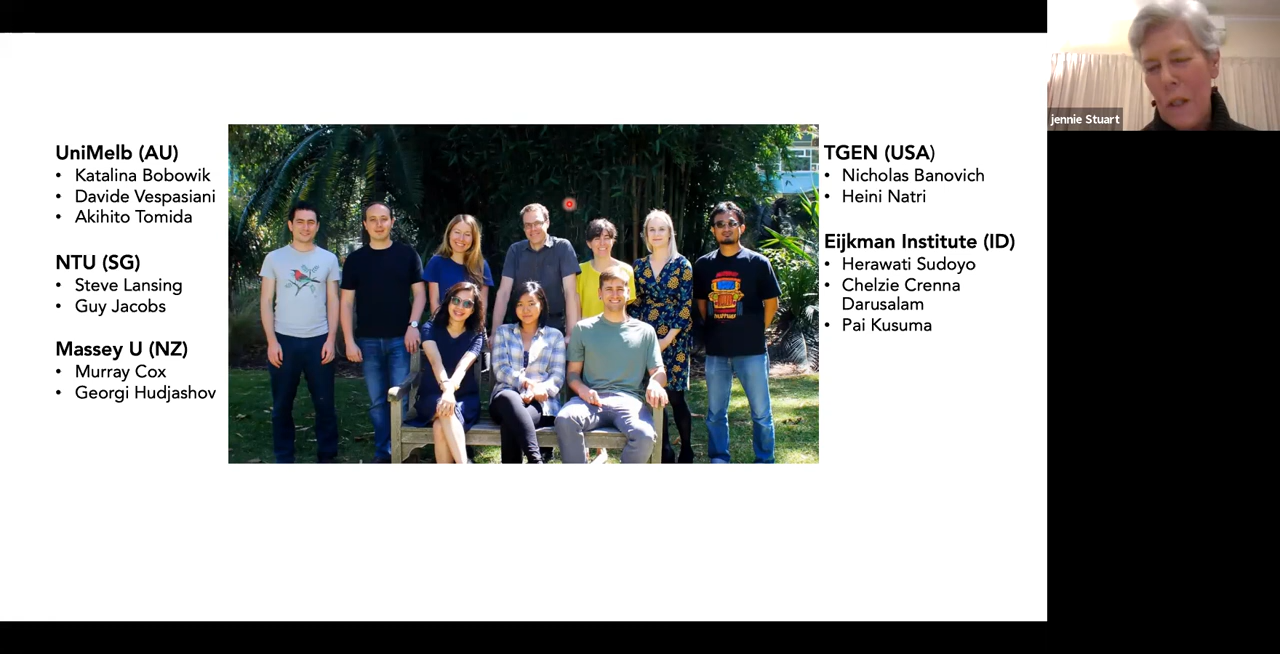 UniMelb (AU)
• Katalina Bobowik
• Davide Vespasiani
• Akihito Tomida
NTU (SG)
• Steve Lansing
• Guy Jacobs
Massey U (NZ)
• Murray Cox
• Georgi Hudjashov
TGEN (USA)
• Nicholas Banovich
• Heini Natri
Eijkman Institute (ID)
• Herawati Sudoyo
• Chelzie Crenna
Darusalam
• Pai Kusuma
jennie Stuart